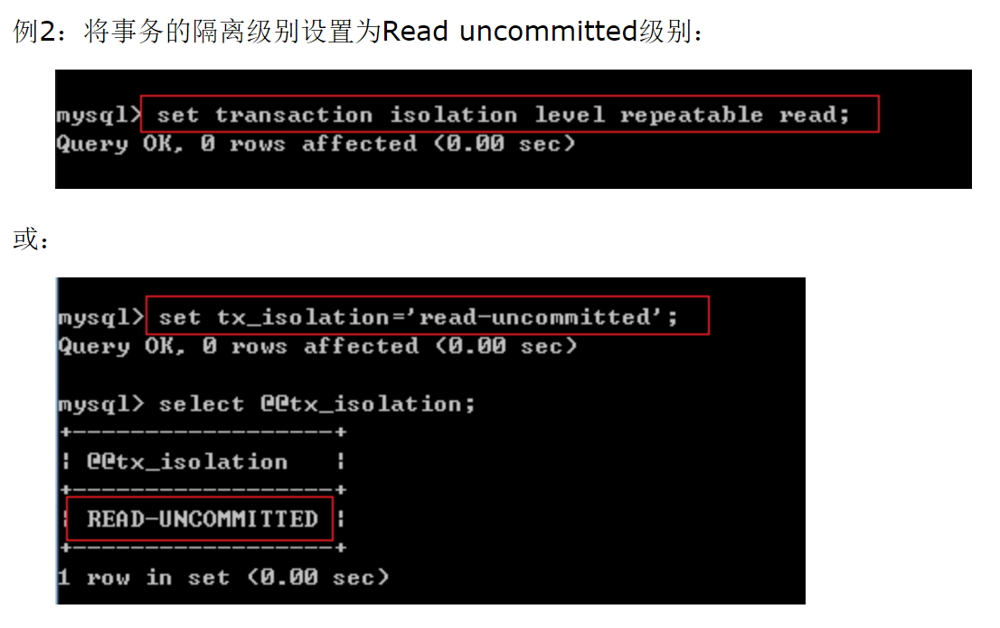 例2：将事务的隔离级别设置为Read uncommitted级别：
mysql> set transaction isolation level repeatable read;
Query OK, 0 rows affected (0.00 sec)
或：
mysql> set tx_isolation='read-uncommitted';
Query OK, 0 rows affected (0.00 sec)
mysql> select @@tx_isolation;
+------------------+
| @@tx_isolation   |
+------------------+
| READ-UNCOMMITTED |
+------------------+
1 row in set (0.00 sec)